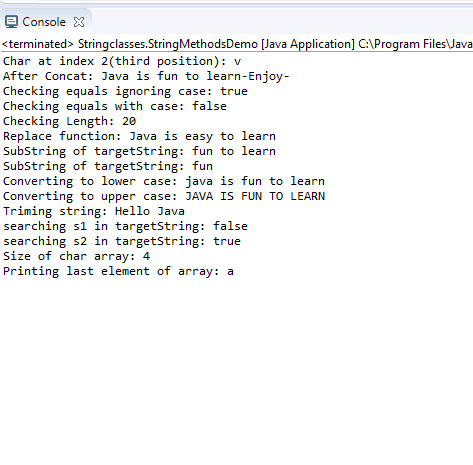 Console
<terminated> Stringclasses.StringMethodsDemo [Java Application] C:\Program Files\Java
Char at index 2(third position): v
After Concat: Java is fun to learn-Enjoy-
Checking equals ignoring case: true
Checking equals with case: false
Checking Length: 20
Replace function: Java is easy to learn
SubString of targetString: fun to learn
SubString of targetString: fun
Converting to lower case: java is fun to learn
Converting to upper case: JAVA IS FUN TO LEARN
Triming string: Hello Java
searching s1 in targetString: false
searching s2 in targetString: true
Size of char array: 4
Printing last element of array: a